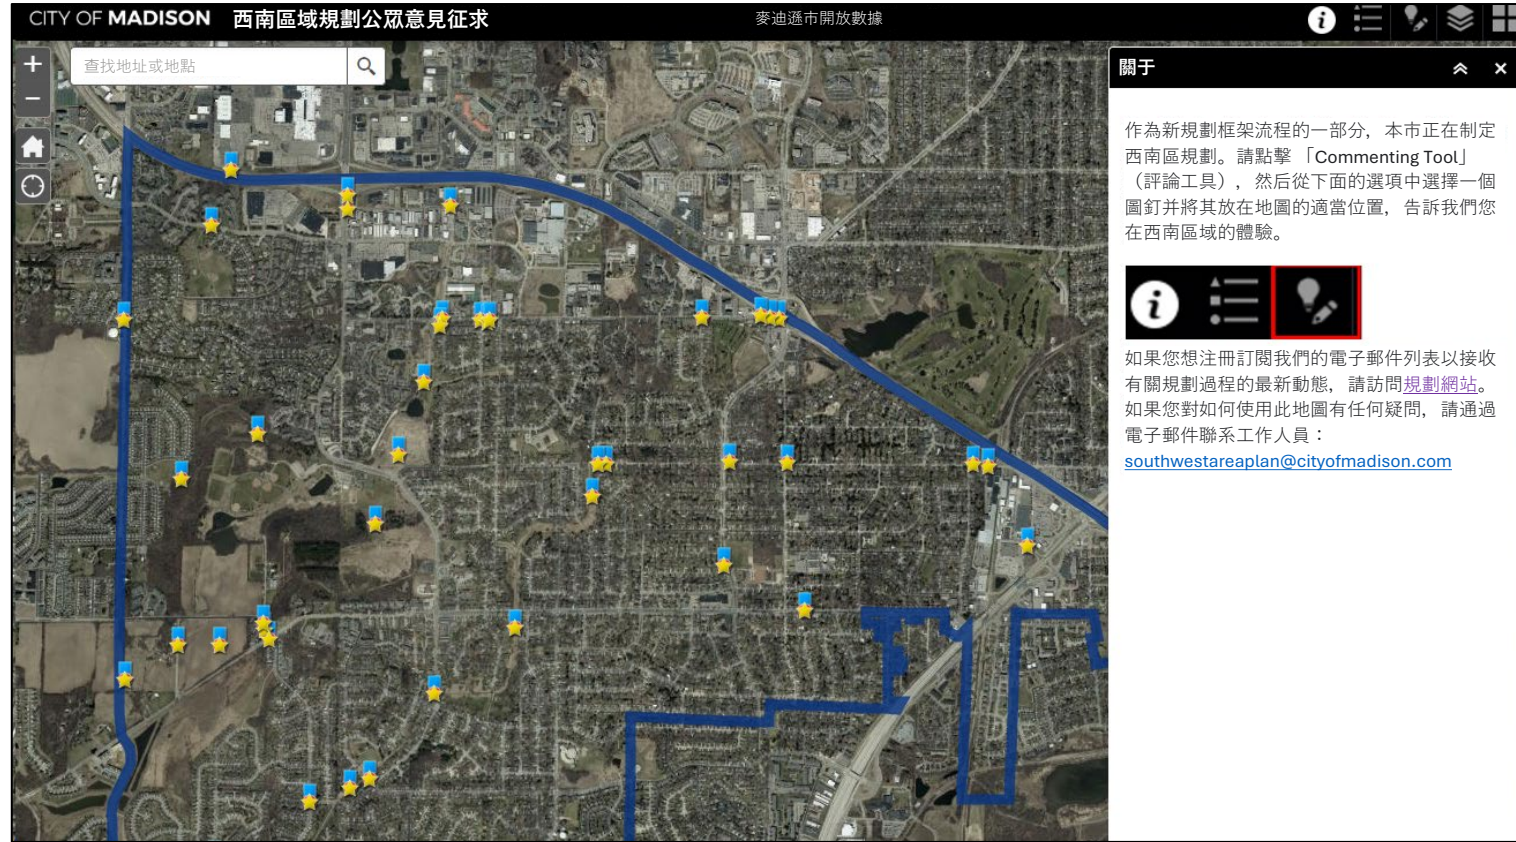 CITY OF MADISON 西南區域規劃公眾意見征求
麥迪遜市開放數據
查找地址或地點
關于
作為新規劃框架流程的一部分，本市正在制定
西南區規劃。請點擊 「Commenting Tool」
（評論工具），然后從下面的選項中選擇一個
圖釘并將其放在地圖的適當位置，告訴我們您
在西南區域的體驗。
如果您想注冊訂閱我們的電子郵件列表以接收
有關規劃過程的最新動態，請訪問規劃網站。
如果您對如何使用此地圖有任何疑問，請通過
電子郵件聯系工作人員：
southwestareaplan@cityofmadison.com